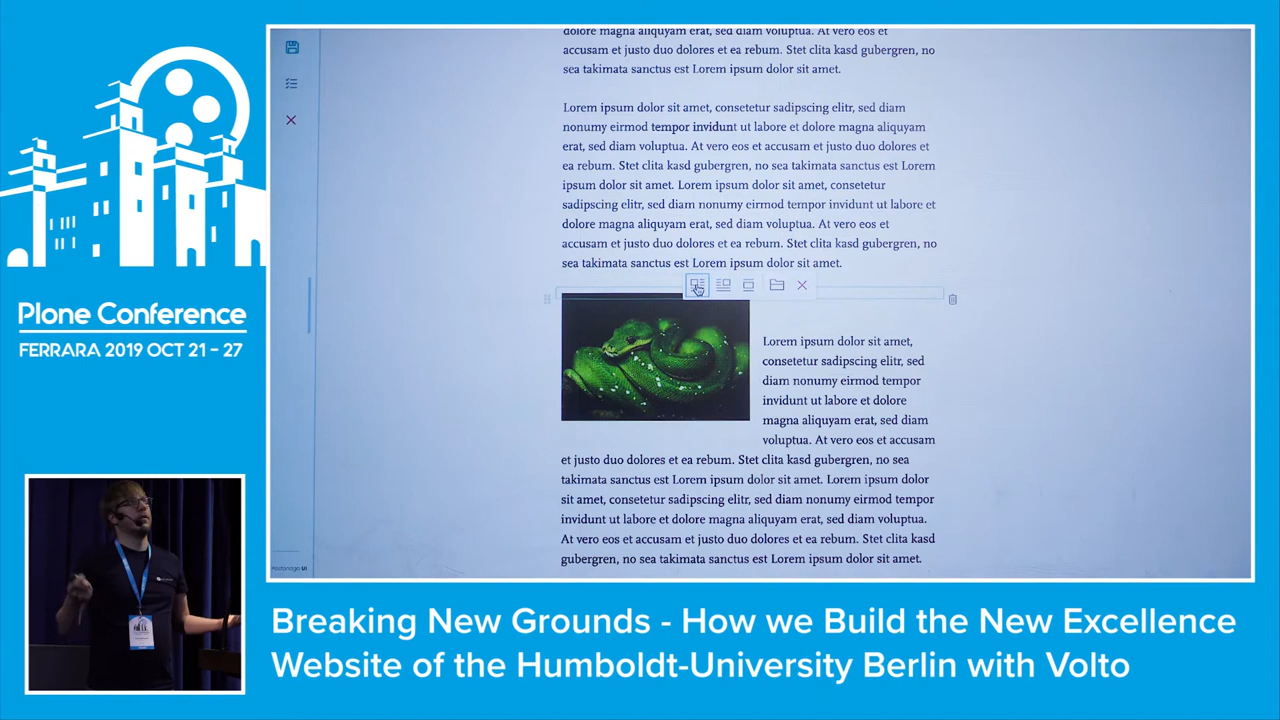 Plone Conference
FERRARA 2019 OCT 21 – 27
dolore magna aliquyam erat, sed diam voluptua. At vero eos et
accusam et justo duo dolores et ea rebum. Stet clita kasd gubergren, no
sea takimata sanctus est Lorem ipsum dolor sit amet.
Lorem ipsum dolor sit amet, consetetur sadipscing elitr, sed diam
nonumy eirmod tempor invidunt ut labore et dolore magna aliquyam
erat, sed diam voluptua. At vero eos et accusam et justo duo dolores et
ea rebum. Stet clita kasd gubergren, no sea takimata sanctus est Lorem
ipsum dolor sit amet. Lorem ipsum dolor sit amet, consetetur
sadipscing elitr, sed diam nonumy eirmod tempor invidunt ut labore et
dolore magna aliquyam erat, sed diam voluptua. At vero eos et
accusam et justo duo dolores et ea rebum. Stet clita kasd gubergren, no
sea takimata sanctus est Lorem ipsum dolor sit amet.
Lorem ipsum dolor sit amet,
consetetur sadipscing elitr, sed
diam nonumy eirmod tempor
invidunt ut labore et dolore
magna aliquyam erat, sed diam
voluptua. At vero eos et accusam
et justo duo dolores et ea rebum. Stet clita kasd gubergren, no sea
takimata sanctus est Lorem ipsum dolor sit amet. Lorem ipsum dolor
sit amet, consetetur sadipscing elitr, sed diam nonumy eirmod tempor
invidunt ut labore et dolore magna aliquyam erat, sed diam voluptua.
At vero eos et accusam et justo duo dolores et ea rebum. Stet clita kasd
gubergren, no sea takimata sanctus est Lorem ipsum dolor sit amet.
Breaking New Grounds - How we Build the New Excellence
Website of the Humboldt-University Berlin with Volto